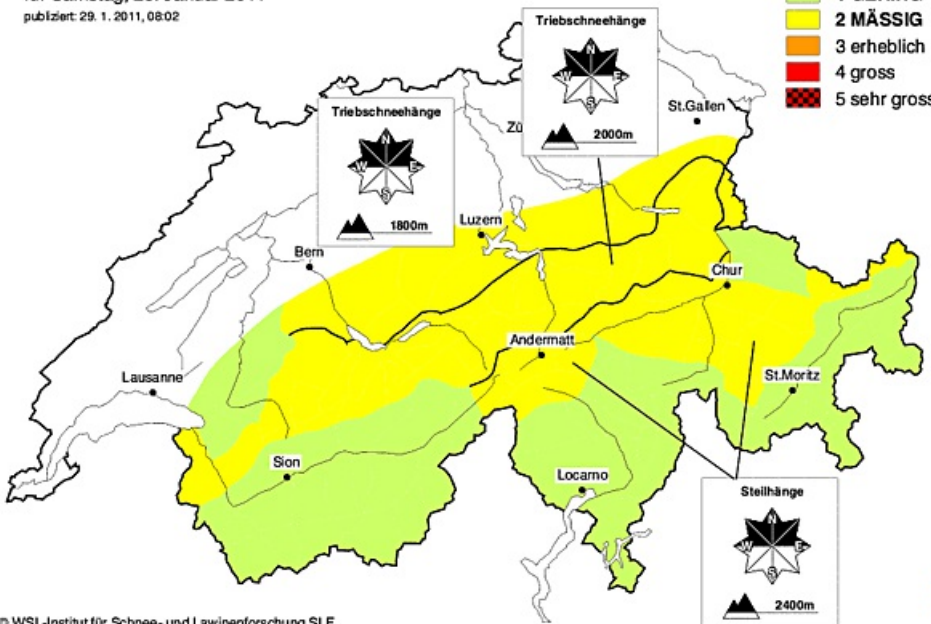 publiziert: 29. 1. 2011, 08:02
2 MÄSSIG
3 erheblich
4 gross
5 sehr gross
Triebschneehänge
N
W E
S
2000m
Triebschneehänge
N
W E
S
1800m
St.Gallen
Luzern
Bern
Chur
Andermatt
Lausanne
St.Moritz
Sion
Locarno
Steilhänge
N
W E
S
2400m
© WSL-Institut für Schnee- und Lawinenforschung SLF